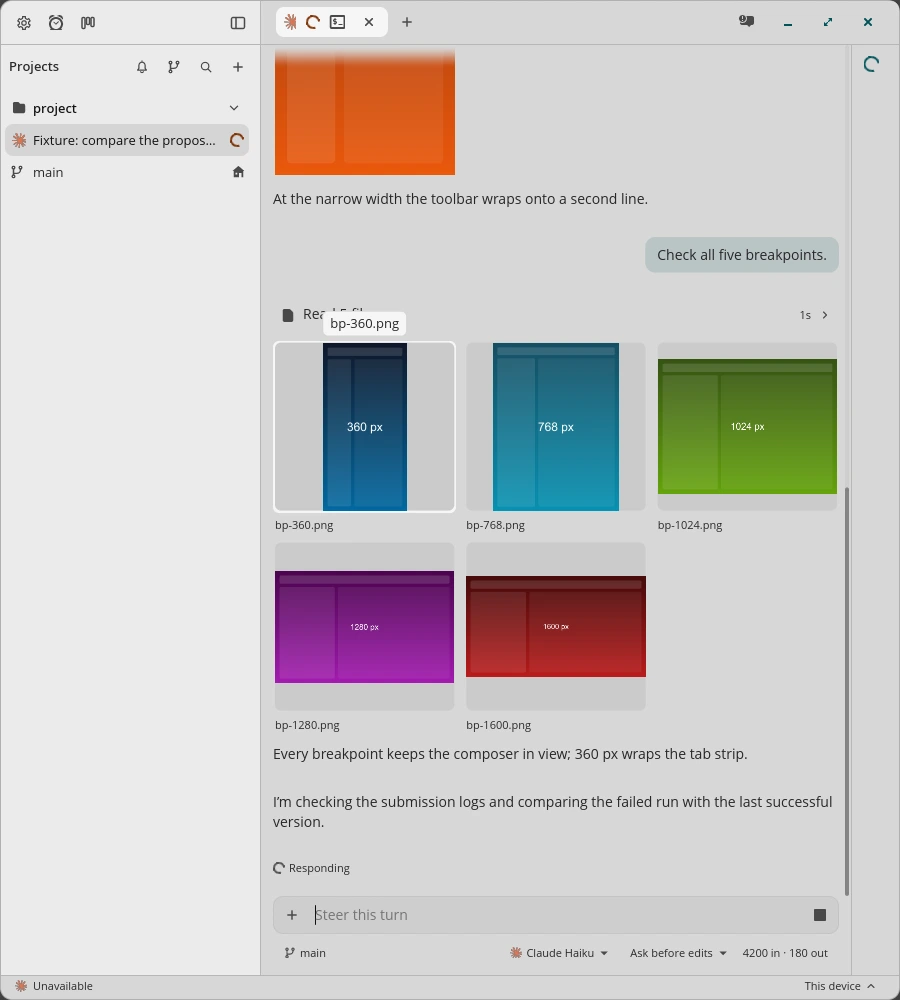 Projects
project
Fixture: compare the propos...
main
At the narrow width the toolbar wraps onto a second line.
Check all five breakpoints.
1s
bp-360.png
360 px
768 px
1024 px
bp-360.png
bp-768.png
bp-1024.png
1280 px
1600 px
bp-1280.png
bp-1600.png
Every breakpoint keeps the composer in view; 360 px wraps the tab strip.
I’m checking the submission logs and comparing the failed run with the last successful
version.
Responding
Steer this turn
main
Claude Haiku
Ask before edits
4200 in · 180 out
Unavailable
This device